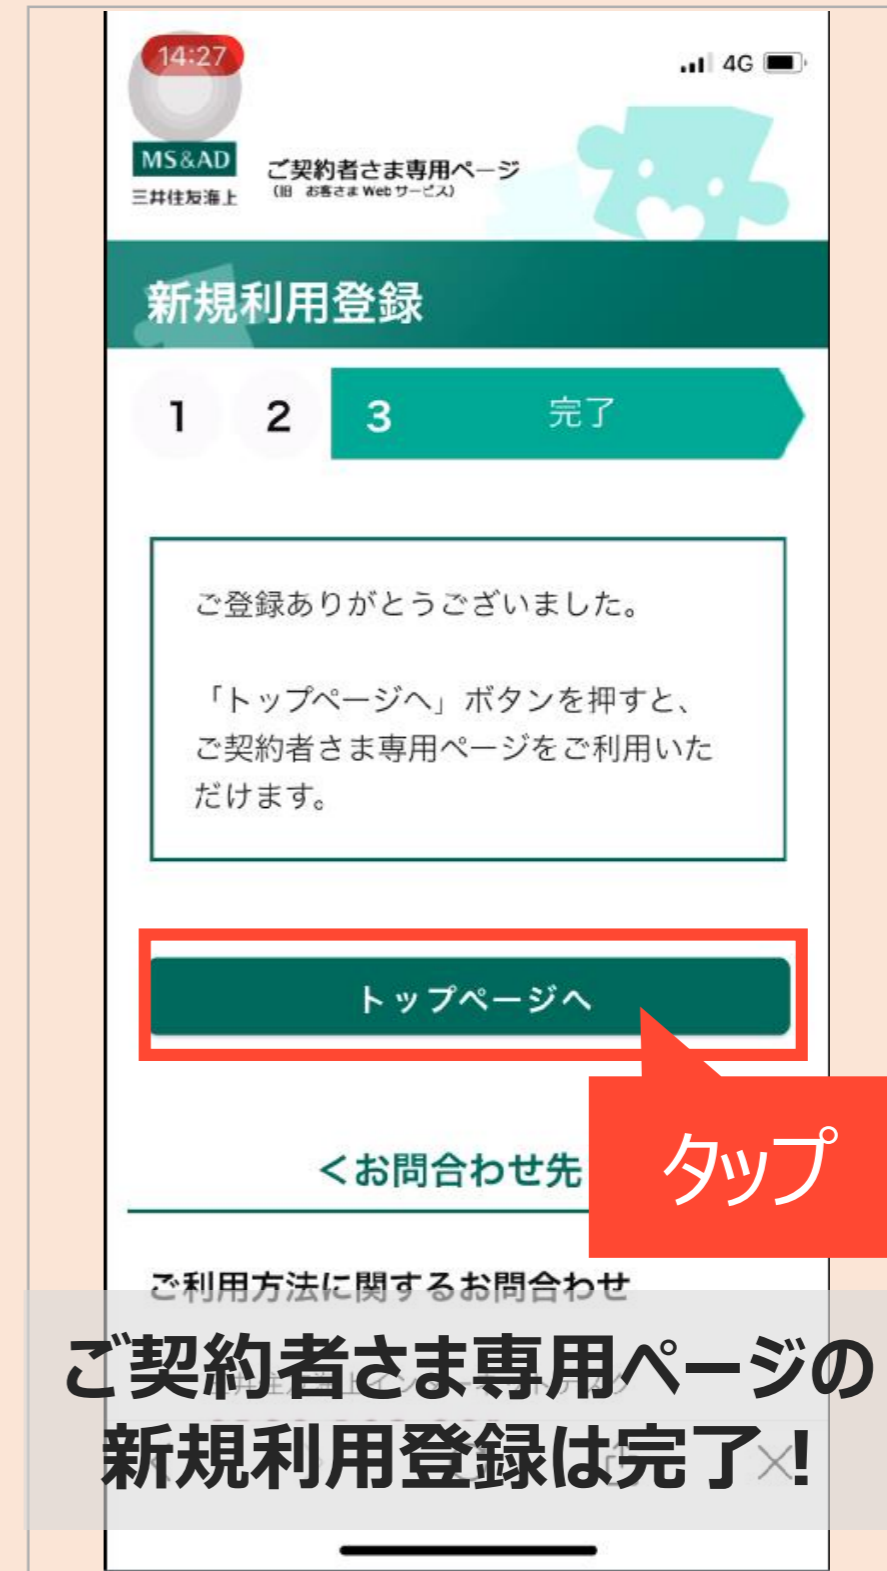 14:27
4G
MS&AD
三井住友海上
ご契約者さま専用ページ
(旧 お客さま Web サービス)
新規利用登録
1 2 3 完了
ご登録ありがとうございました。
「トップページへ」ボタンを押すと、
ご契約者さま専用ページをご利用いた
だけます。
トップページへ
タップ
<お問合わせ先
ご利用方法に関するお問合わせ
ご契約者さま専用ページの
新規利用登録は完了!